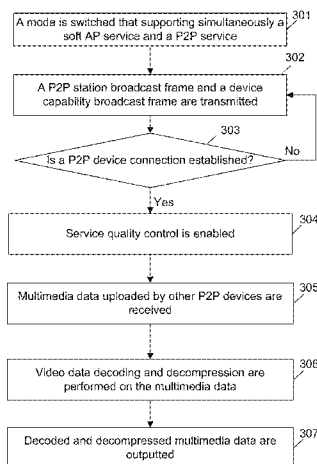 A mode is switched that supporting simultaneously a
soft AP service and a P2P service
301
302
A P2P station broadcast frame and a device
capability broadcast frame are transmitted
303
Is a P2P device connection established?
No
Yes
304
Service quality control is enabled
305
Multimedia data uploaded by other P2P devices are
received
306
Video data decoding and decompression are
performed on the multimedia data
307
Decoded and decompressed multimedia data are
outputted